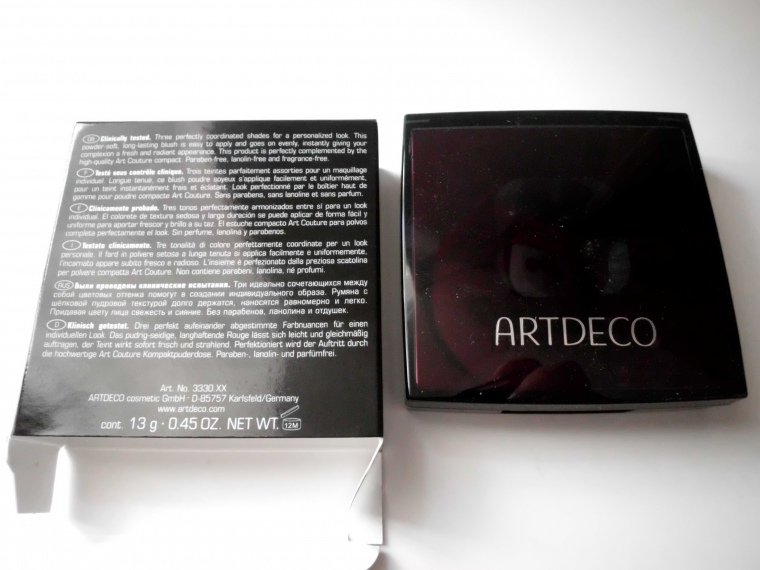 GB Clinically tested. Three perfectly coordinated shades for a personalized look. This
powder-soft, long-lasting blush is easy to apply and goes on evenly, instantly giving your
complexion a fresh and radiant appearance. This product is perfectly complemented by the
high-quality Art Couture compact. Paraben-free, lanolin-free and fragrance-free.
F Testé sous contrôle clinique. Trois teintes parfaitement assorties pour un maquillage
individuel. Longue tenue, ce blush poudre soyeux s'applique facilement et uniformément,
pour un teint instantanément frais et éclatant. Look perfectionné par le boîtier haut de
gamme pour poudre compacte Art Couture. Sans parabens, sans lanoline et sans parfum.
E Clínicamente probado. Tres tonos perfectamente armonizados entre sí para un look
individual. El colorete de textura sedosa y larga duración se puede aplicar de forma fácil y
uniforme para aportar frescor y brillo a su tez. El estuche compacto Art Couture para polvos
completa perfectamente el look. Sin perfume, lanolina y parabenos.
I Testato clinicamente. Tre tonalità di colore perfettamente coordinate per un look
personale. Il fard in polvere setosa a lunga tenuta si applica facilmente e uniformemente,
l'incarnato appare subito fresco e radioso. L'insieme è perfezionato dalla preziosa scatolina
per polvere compatta Art Couture. Non contiene parabeni, lanolina, né profumi.
RUS Были проведены клинические испытания. Три идеально сочетающихся между
собой цветовых оттенка помогут в создании индивидуального образа. Румяна с
шёлковой пудровой текстурой долго держатся, наносятся равномерно и легко.
Придавая цвету лица свежесть и сияние. Без парабенов, ланолина и отдушек.
D Klinisch getestet. Drei perfekt aufeinander abgestimmte Farbnuancen für einen
individuellen Look. Das pudrig-seidige, langhaftende Rouge lässt sich leicht und gleichmäßig
auftragen, der Teint wirkt sofort frisch und strahlend. Perfektioniert wird der Auftritt durch
die hochwertige Art Couture Kompaktpuderdose. Paraben-, lanolin- und parfümfrei.
Art. No. 3330.XX
ARTDECO cosmetic GmbH · D-85757 Karlsfeld/Germany
www.artdeco.com
cont. 13 g · 0.45 OZ. NET WT. 12M
ARTDECO